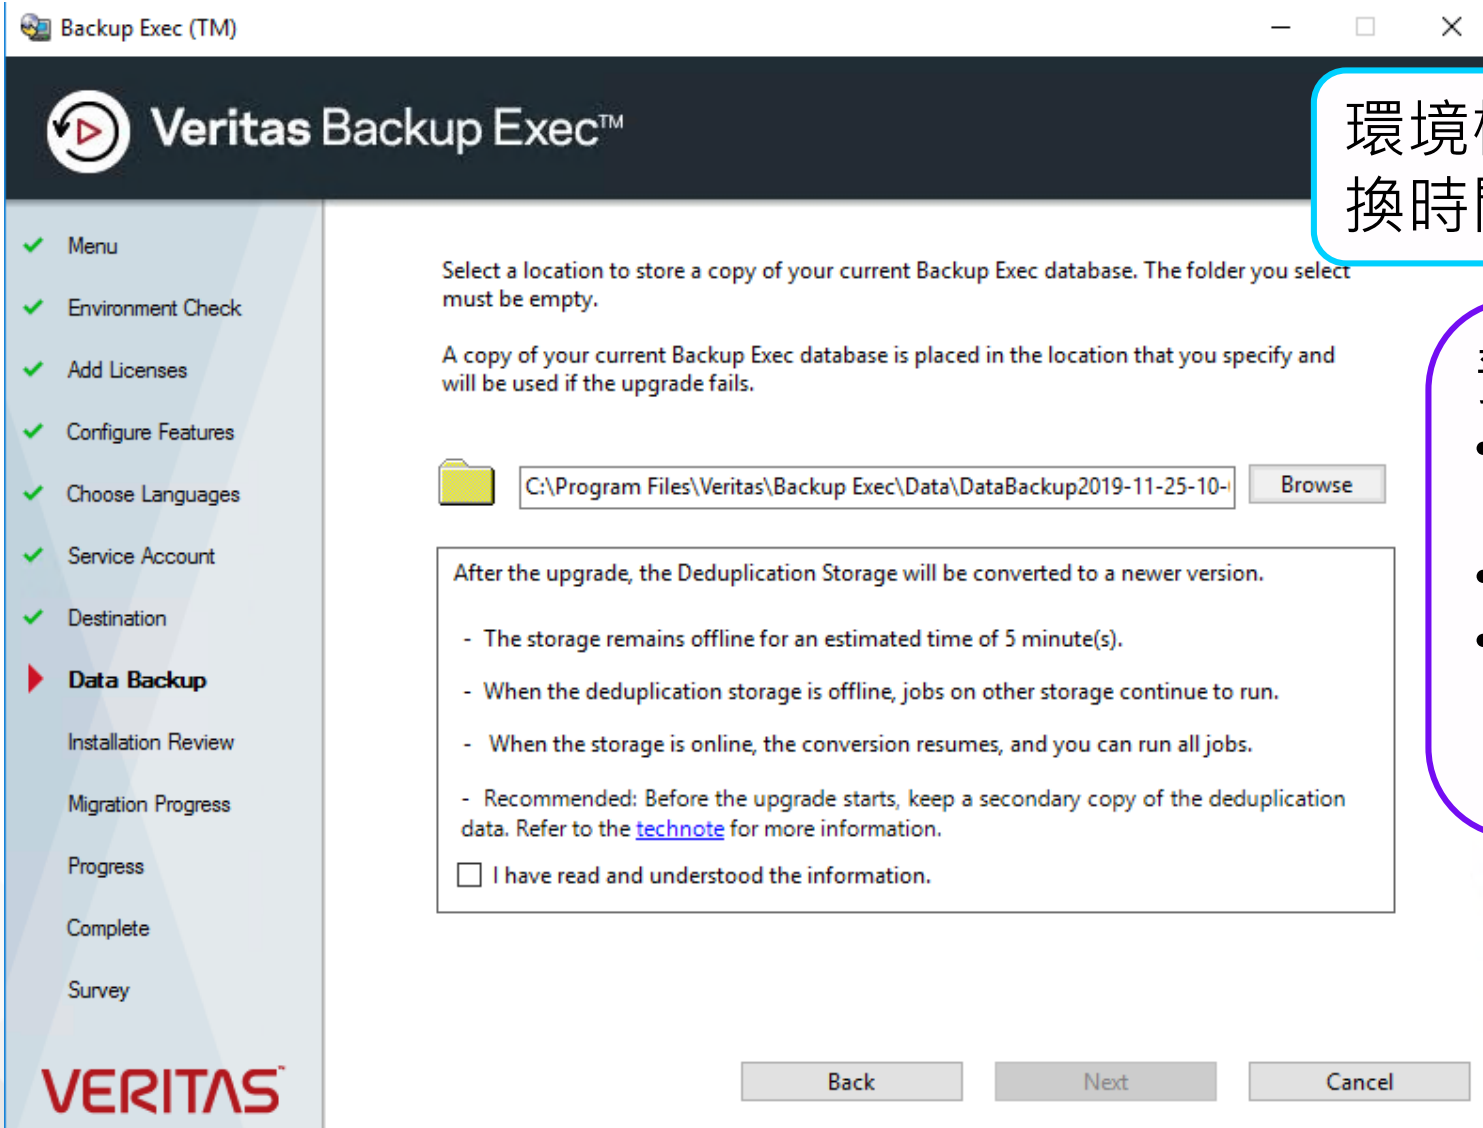 Backup Exec (TM)
Veritas Backup Exec™
環境
換時
Menu
Environment Check
Add Licenses
Configure Features
Choose Languages
Service Account
Destination
Data Backup
Installation Review
Migration Progress
Progress
Complete
Survey
VERITAS™
Select a location to store a copy of your current Backup Exec database. The folder you select
must be empty.
A copy of your current Backup Exec database is placed in the location that you specify and
will be used if the upgrade fails.
C:\Program Files\Veritas\Backup Exec\Data\DataBackup2019-11-25-10-
Browse
After the upgrade, the Deduplication Storage will be converted to a newer version.
- The storage remains offline for an estimated time of 5 minute(s).
- When the deduplication storage is offline, jobs on other storage continue to run.
- When the storage is online, the conversion resumes, and you can run all jobs.
- Recommended: Before the upgrade starts, keep a secondary copy of the deduplication
data. Refer to the technote for more information.
I have read and understood the information.
Back
Next
Cancel